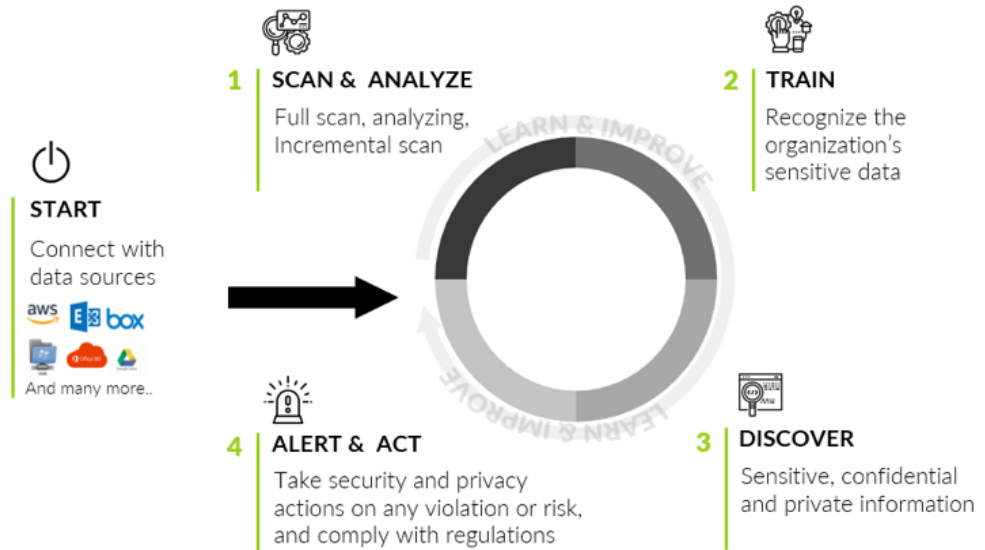 1
SCAN & ANALYZE
Full scan, analyzing,
Incremental scan
2
TRAIN
Recognize the
organization's
sensitive data
LEARN & IMPROVE
START
Connect with
data sources
aws
E
box
Office 365
And many more..
LEARN & IMPROVE
4
ALERT & ACT
Take security and privacy
actions on any violation or risk,
and comply with regulations
3
DISCOVER
Sensitive, confidential
and private information